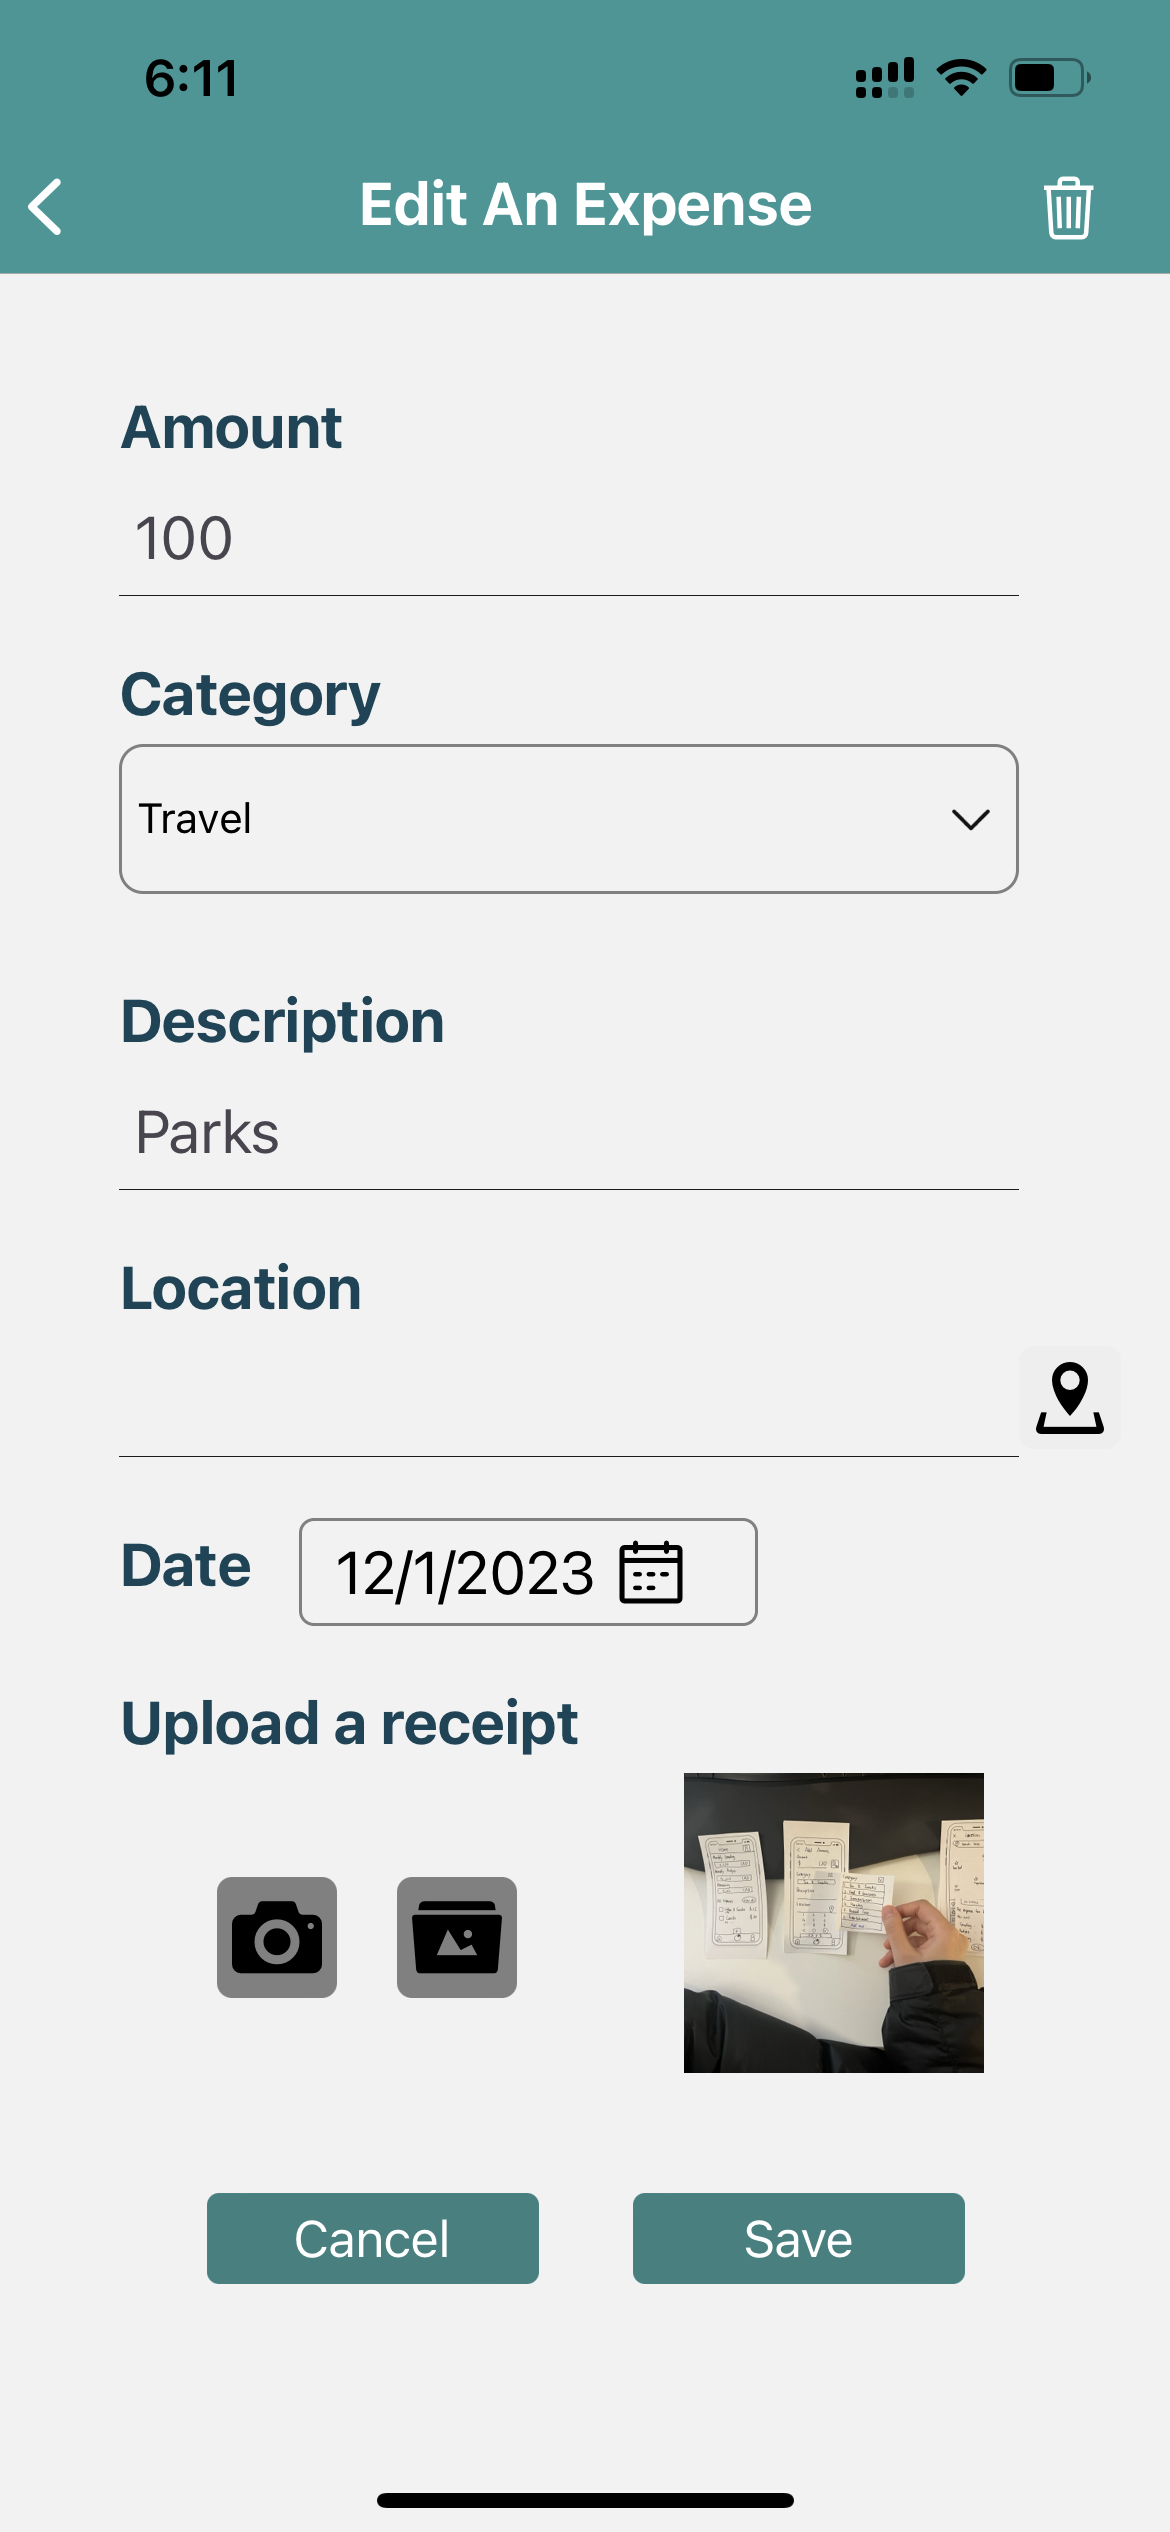 6:11
Edit An Expense
Amount
100
Category
Travel
Description
Parks
Location
Date 12/1/2023
Upload a receipt
Cancel Save